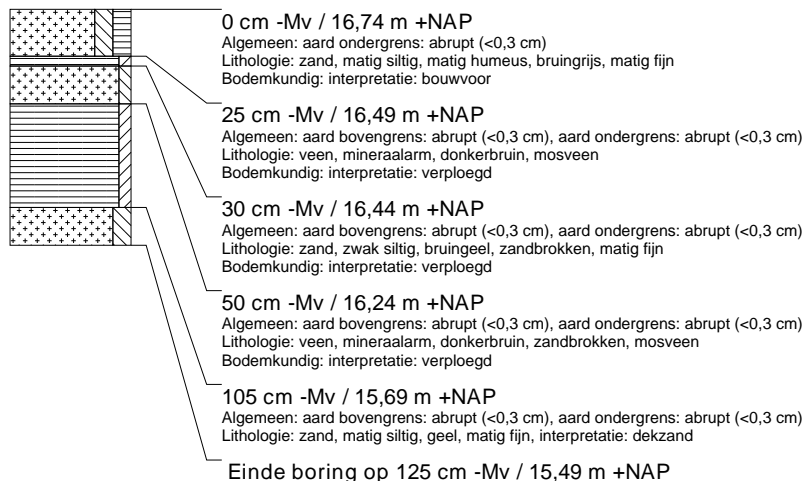 0 cm -Mv / 16,74 m +NAP
Algemeen: aard ondergrens: abrupt (<0,3 cm)
Lithologie: zand, matig siltig, matig humeus, bruingrijs, matig fijn
Bodemkundig: interpretatie: bouwvoor
25 cm -Mv / 16,49 m +NAP
Algemeen: aard bovengrens: abrupt (<0,3 cm), aard ondergrens: abrupt (<0,3 cm)
Lithologie: veen, mineraalarm, donkerbruin, mosveen
Bodemkundig: interpretatie: verploegd
30 cm -Mv / 16,44 m +NAP
Algemeen: aard bovengrens: abrupt (<0,3 cm), aard ondergrens: abrupt (<0,3 cm)
Lithologie: zand, zwak siltig, bruingeel, zandbrokken, matig fijn
Bodemkundig: interpretatie: verploegd
50 cm -Mv / 16,24 m +NAP
Algemeen: aard bovengrens: abrupt (<0,3 cm), aard ondergrens: abrupt (<0,3 cm)
Lithologie: veen, mineraalarm, donkerbruin, zandbrokken, mosveen
Bodemkundig: interpretatie: verploegd
105 cm -Mv / 15,69 m +NAP
Algemeen: aard bovengrens: abrupt (<0,3 cm), aard ondergrens: abrupt (<0,3 cm)
Lithologie: zand, matig siltig, geel, matig fijn, interpretatie: dekzand
Einde boring op 125 cm -Mv / 15,49 m +NAP